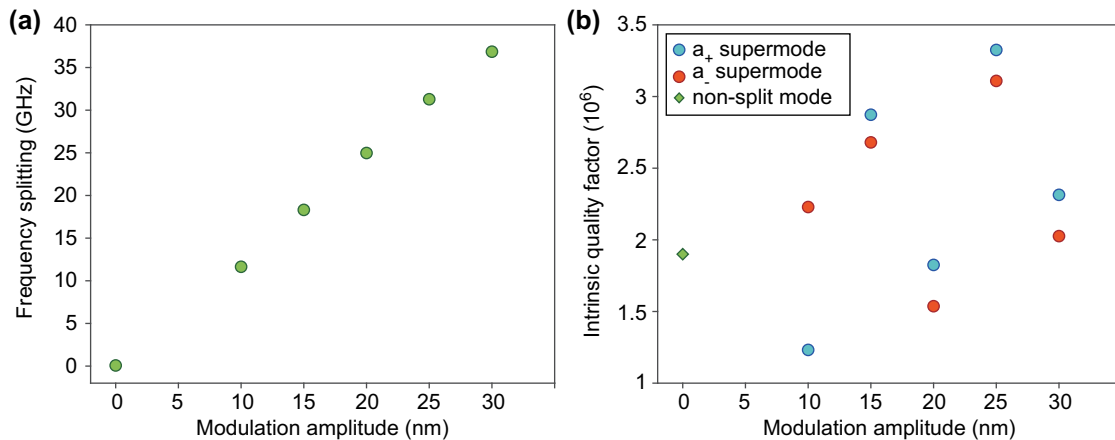 (a)
40
35
30
25
20
15
10
5
0
Frequency splitting (GHz)
0 5 10 15 20 25 30
Modulation amplitude (nm)
(b)
3.5
3
2.5
2
1.5
1
Intrinsic quality factor (10⁶)
a₊ supermode
a₋ supermode
non-split mode
0 5 10 15 20 25 30
Modulation amplitude (nm)